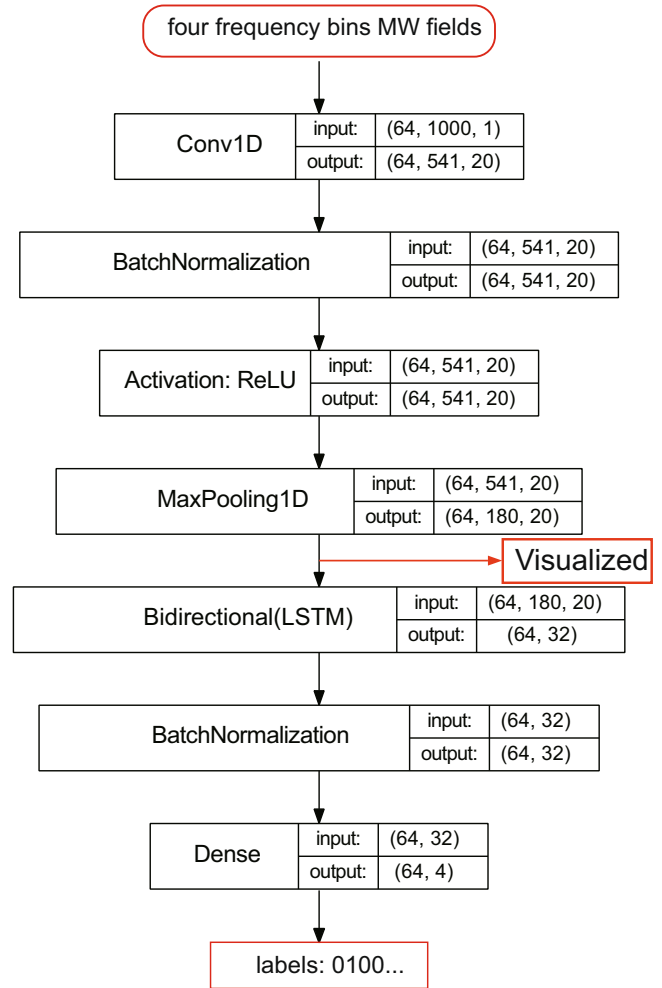 four frequency bins MW fields
Conv1D
input: (64, 1000, 1)
output: (64, 541, 20)
BatchNormalization
input: (64, 541, 20)
output: (64, 541, 20)
Activation: ReLU
input: (64, 541, 20)
output: (64, 541, 20)
MaxPooling1D
input: (64, 541, 20)
output: (64, 180, 20)
Visualized
Bidirectional(LSTM)
input: (64, 180, 20)
output: (64, 32)
BatchNormalization
input: (64, 32)
output: (64, 32)
Dense
input: (64, 32)
output: (64, 4)
labels: 0100...